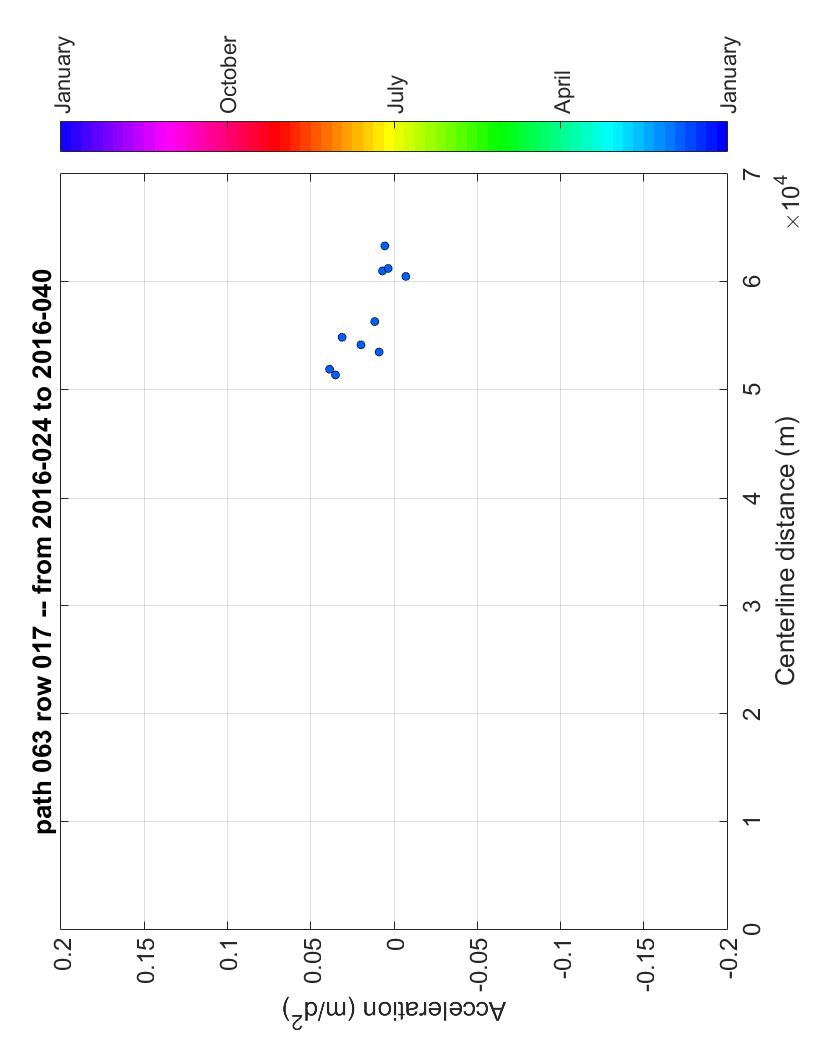 path 063 row 017 -- from 2016-024 to 2016-040
0.2
0.15
0.1
0.05
0
-0.05
-0.1
-0.15
-0.2
Acceleration (m/d²)
0 1 2 3 4 5 6 7
×10⁴
Centerline distance (m)
January
October
July
April
January